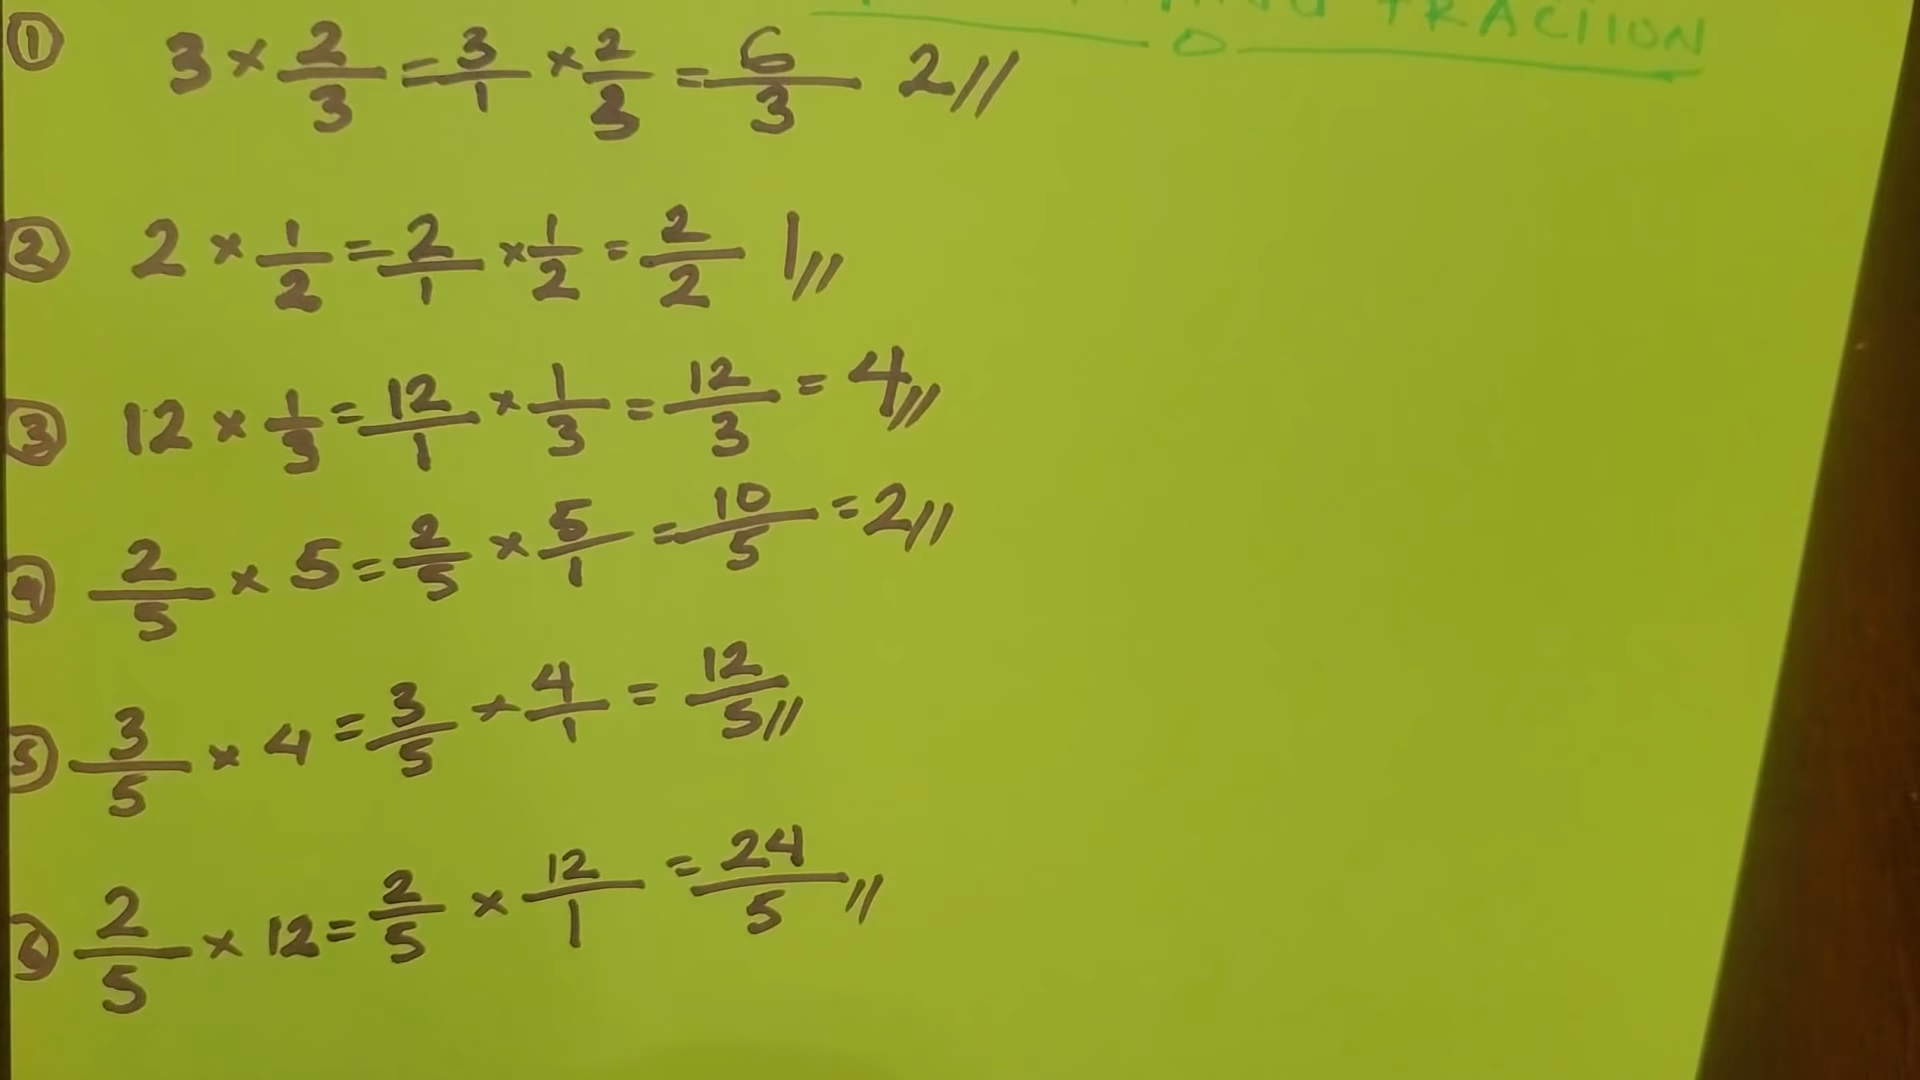 FRACTION
① 3 × 2/3 = 3/1 × 2/3 = 6/3 2//
② 2 × 1/2 = 2/1 × 1/2 = 2/2 1//
③ 12 × 1/3 = 12/1 × 1/3 = 12/3 = 4//
④ 2/5 × 5 = 2/5 × 5/1 = 10/5 = 2//
⑤ 3/5 × 4 = 3/5 × 4/1 = 12/5//
⑥ 2/5 × 12 = 2/5 × 12/1 = 24/5//